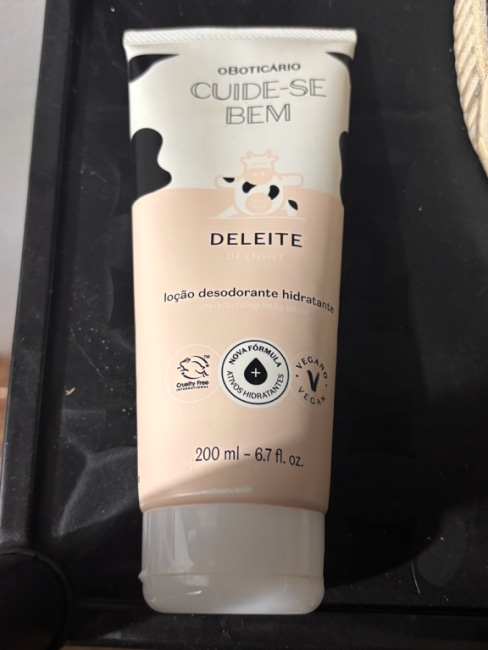 oBOTICÁRIO
CUIDE-SE
BEM
DELEITE
DELIGHT
loção desodorante hidratante
Cruelty Free
INTERNATIONAL
NOVA FÓRMULA
+
ATIVOS HIDRATANTES
VEGANO
V
VEGAN
200 ml - 6.7 fl. oz.